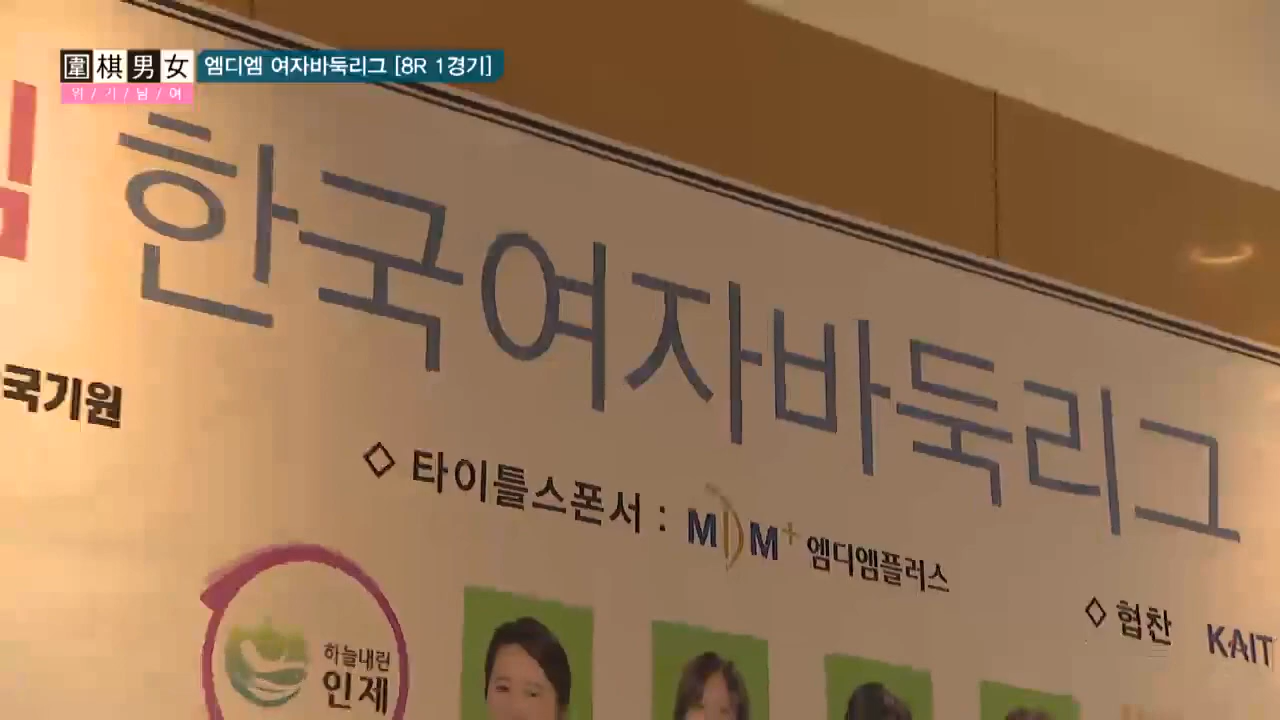 圍棋男女 엠디엠 여자바둑리그 [8R 1경기]
위/기/남/여
한국여자바둑리그
국기원
◇ 타이틀스폰서 : MDM+ 엠디엠플러스
◇ 협찬 KAIT
하늘내린
인제